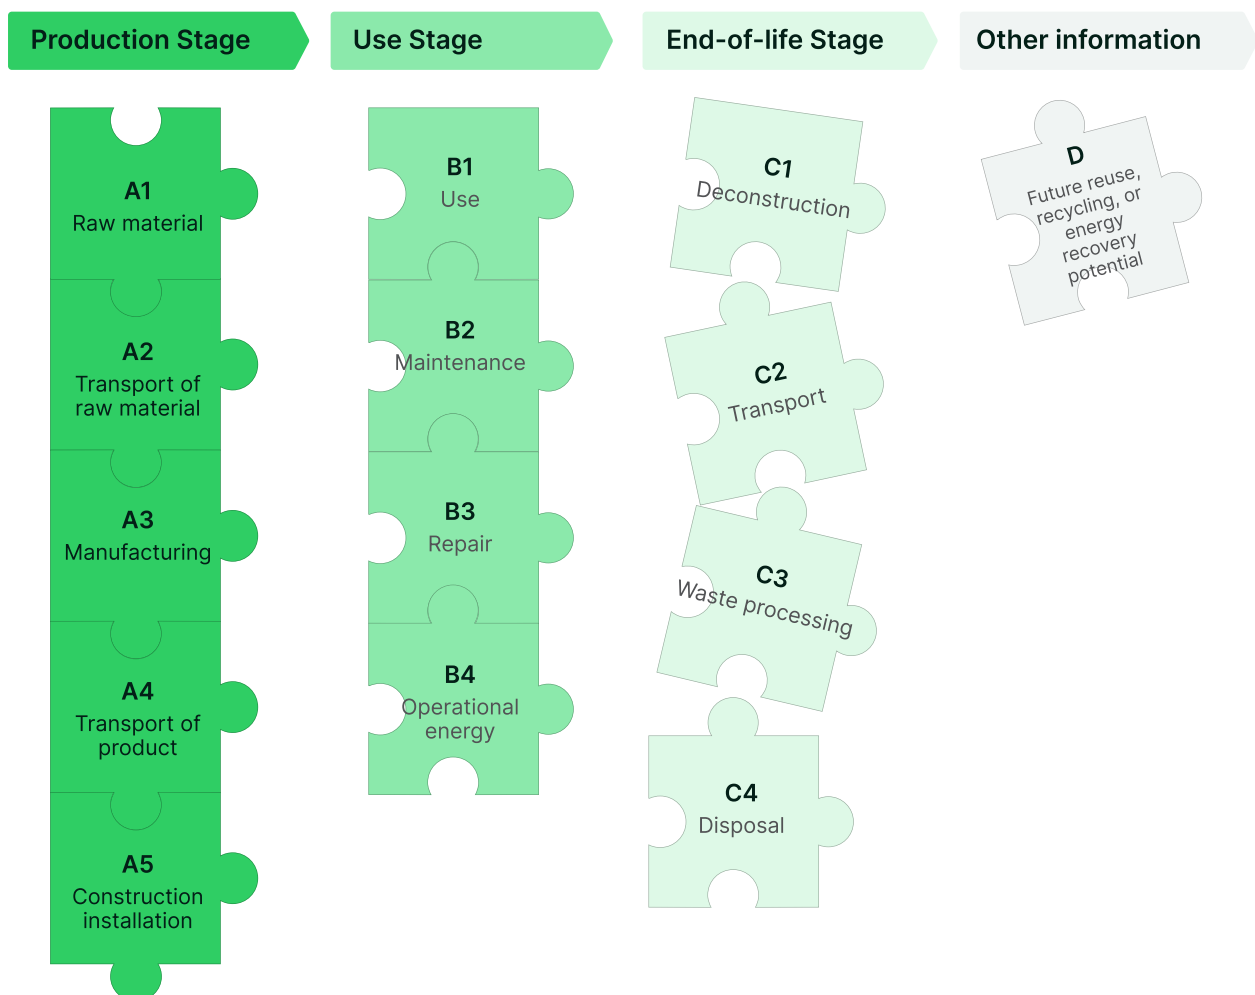 Production Stage
Use Stage
End-of-life Stage
Other information
A1
Raw material
A2
Transport of
raw material
A3
Manufacturing
A4
Transport of
product
A5
Construction
installation
B1
Use
B2
Maintenance
B3
Repair
B4
Operational
energy
C1
Deconstruction
C2
Transport
C3
Waste processing
C4
Disposal
D
Future reuse,
recycling, or
energy
recovery
potential